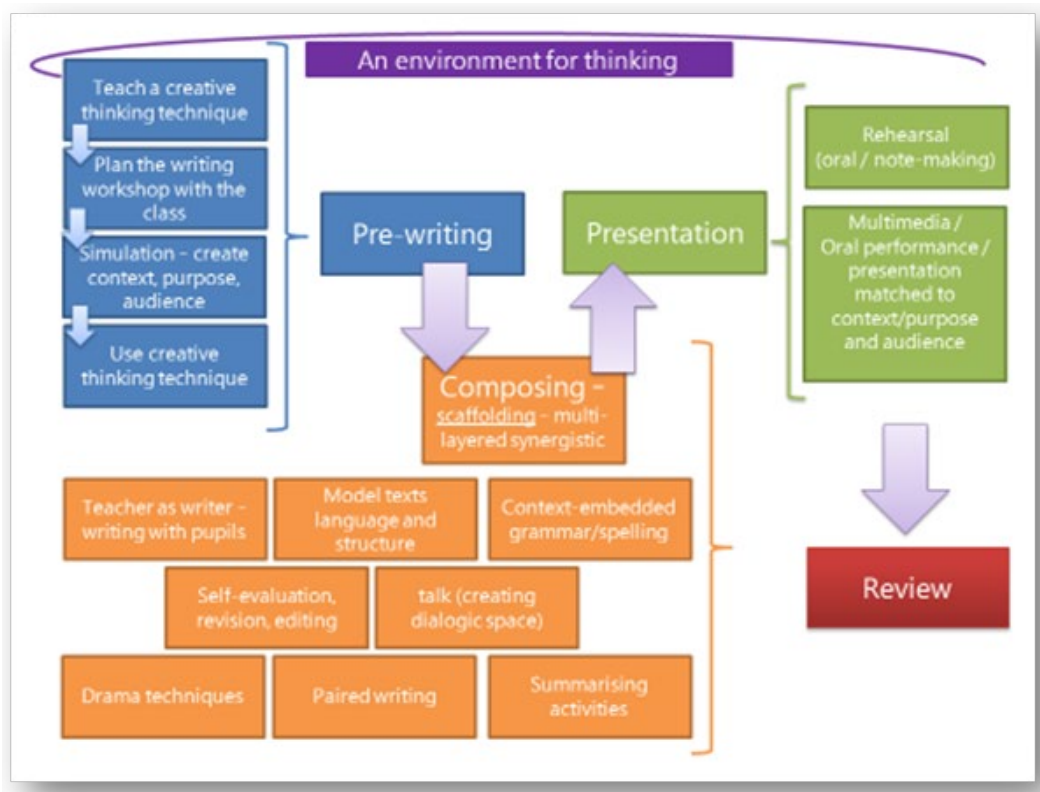 An environment for thinking
Teach a creative
thinking technique
Plan the writing
workshop with the
class
Simulation – create
context, purpose,
audience
Use creative
thinking technique
Pre-writing
Presentation
Rehearsal
(oral / note-making)
Multimedia /
Oral performance /
presentation
matched to
context/purpose
and audience
Composing –
scaffolding – multi-
layered synergistic
Teacher as writer –
writing with pupils
Model texts
language and
structure
Context-embedded
grammar/spelling
Self-evaluation,
revision, editing
talk (creating
dialogic space)
Drama techniques
Paired writing
Summarising
activities
Review